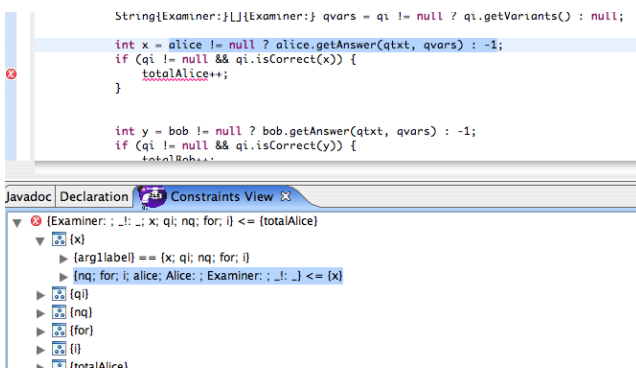 String{Examiner:}[]{Examiner:} qvars = qi != null ? qi.getVariants() : null;
int x = alice != null ? alice.getAnswer(qtxt, qvars) : -1;
if (qi != null && qi.isCorrect(x)) {
totalAlice++;
}
int y = bob != null ? bob.getAnswer(qtxt, qvars) : -1;
if (qi != null && qi.isCorrect(y)) {
totalBob++;
Javadoc Declaration Constraints View
{Examiner: ; _!: _; x; qi; nq; for; i} <= {totalAlice}
{x}
{arg1label} == {x; qi; nq; for; i}
{nq; for; i; alice; Alice: ; Examiner: ; _!: _} <= {x}
{qi}
{nq}
{for}
{i}
{totalAlice}